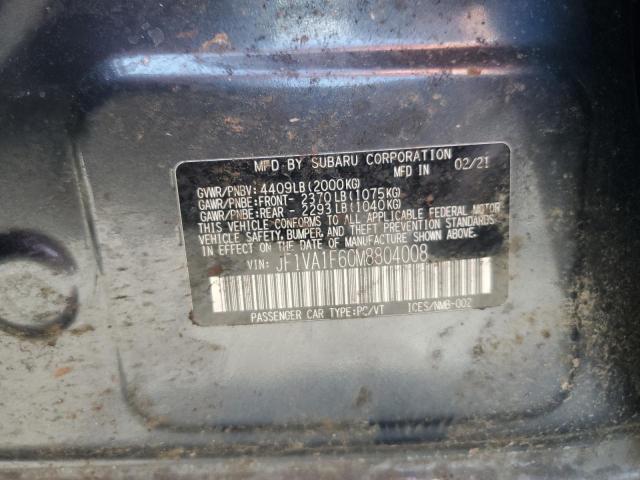 MFD BY SUBARU CORPORATION
MFD IN 02/21
GVWR/PNBV: 4409LB(2000KG)
GAWR/PNBE:FRONT- 2370LB(1075KG)
GAWR/PNBE:REAR - 2293LB(1040KG)
THIS VEHICLE CONFORMS TO ALL APPLICABLE FEDERAL MOTOR
VEHICLE SAFETY, BUMPER, AND THEFT PREVENTION STANDARDS
IN EFFECT ON THE DATE OF MANUFACTURE SHOWN ABOVE.
VIN: JF1VA1F60M8804008
PASSENGER CAR TYPE:PC/VT ICES/NMB-002